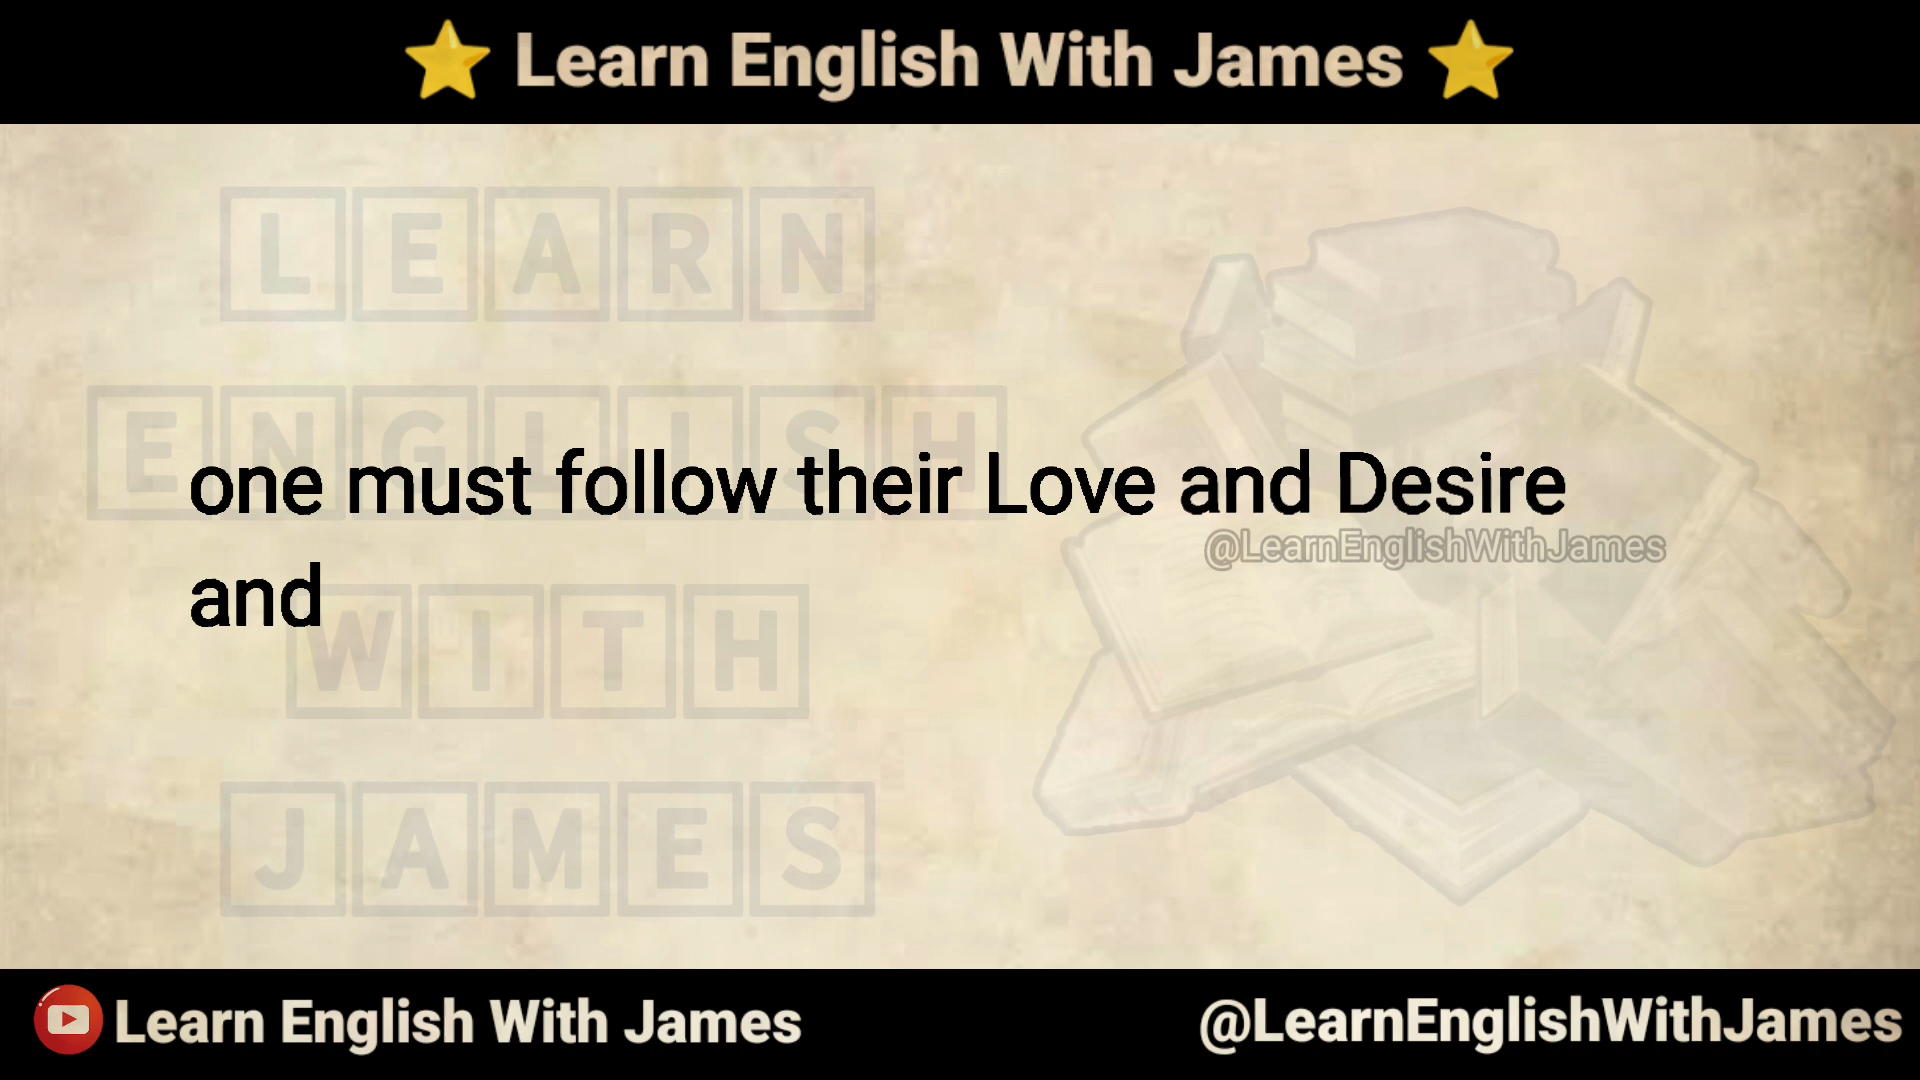 ⭐ Learn English With James ⭐
LEARN
ENGLISH
one must follow their Love and Desire
@LearnEnglishWithJames
and
WITH
JAMES
Learn English With James
@LearnEnglishWithJames